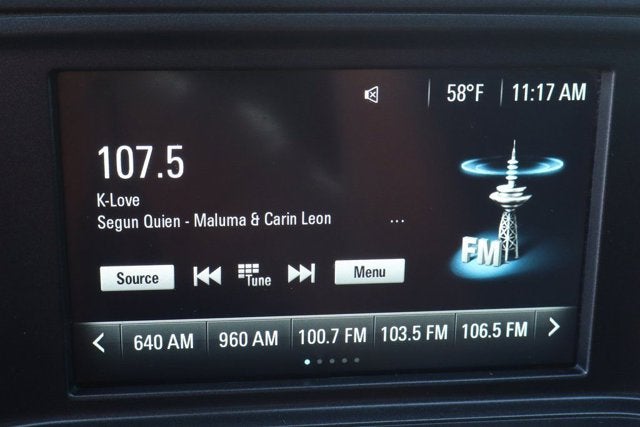 58°F 11:17 AM
107.5
K-Love
Segun Quien - Maluma & Carin Leon ...
FM
Source Tune Menu
640 AM 960 AM 100.7 FM 103.5 FM 106.5 FM